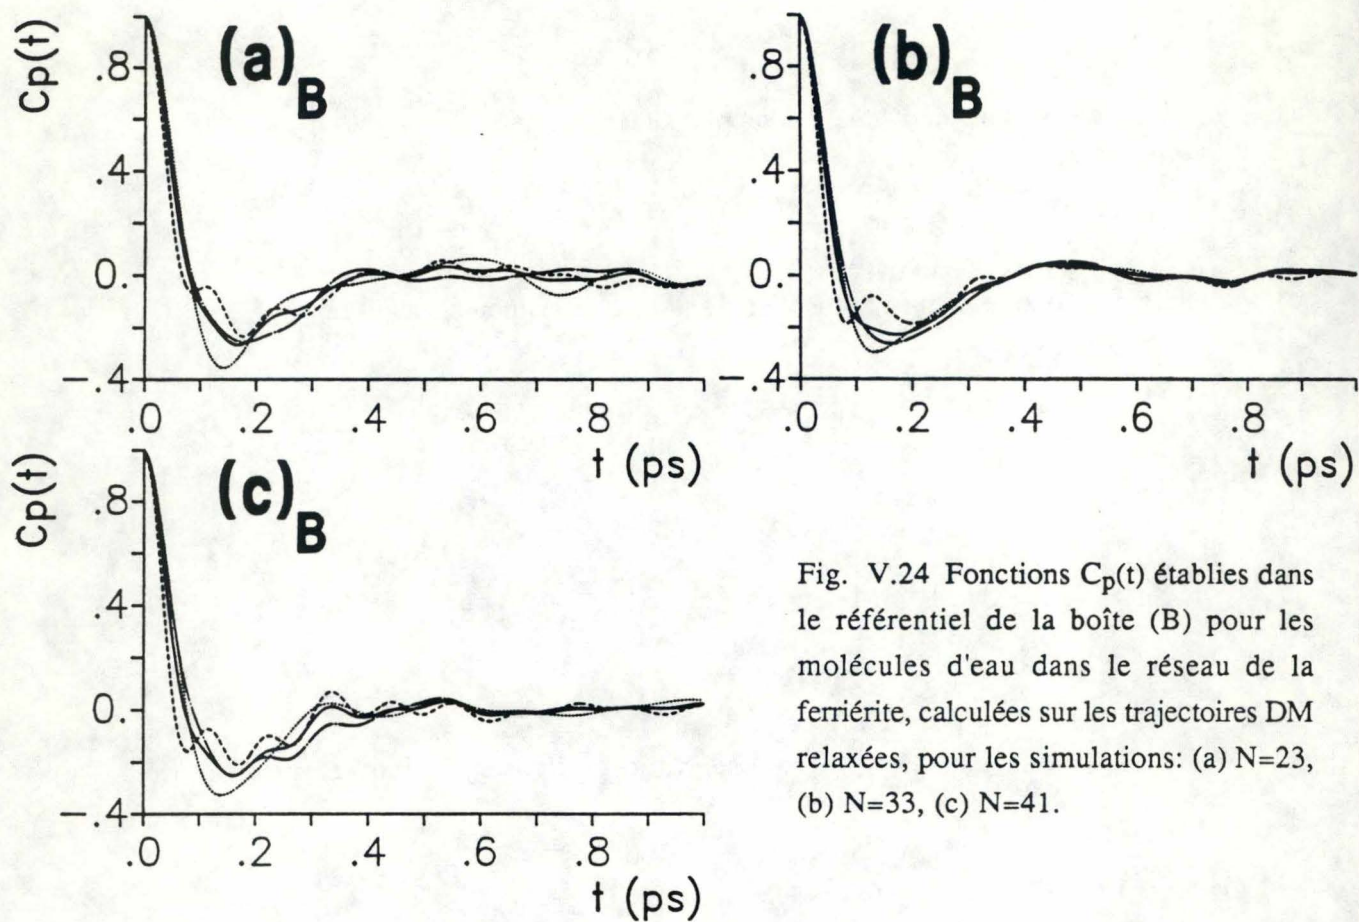 (a)B
Cp(t)
.8
.4
0.
-.4
.0 .2 .4 .6 .8
t (ps)
(b)B
.8
.4
0.
-.4
.0 .2 .4 .6 .8
t (ps)
(c)B
Cp(t)
.8
.4
0.
-.4
.0 .2 .4 .6 .8
t (ps)
Fig. V.24 Fonctions Cp(t) établies dans
le référentiel de la boîte (B) pour les
molécules d'eau dans le réseau de la
ferriérite, calculées sur les trajectoires DM
relaxées, pour les simulations: (a) N=23,
(b) N=33, (c) N=41.